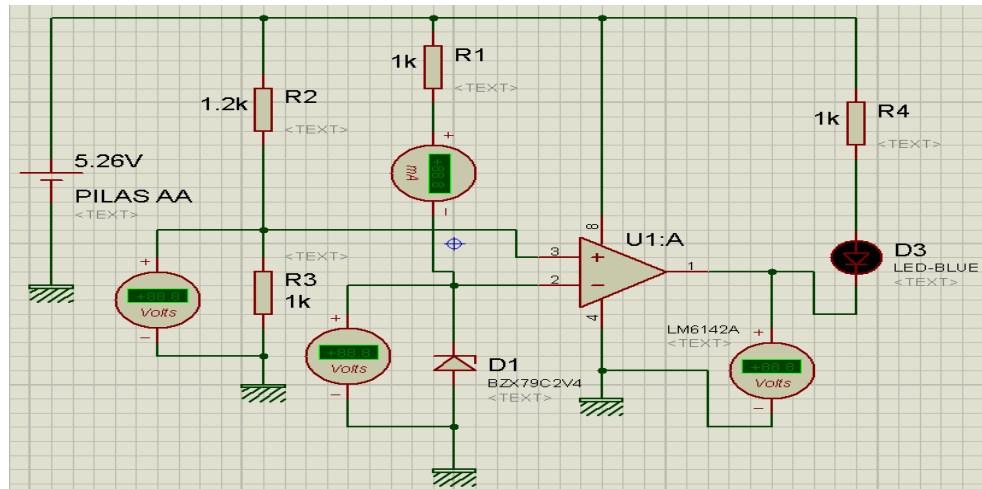 1k
R1
<TEXT>
1.2k
R2
<TEXT>
1k
R4
<TEXT>
5.26V
PILAS AA
<TEXT>
+88.8
mA
+
-
<TEXT>
R3
1k
+
+88.8
Volts
-
8
3
2
4
1
+
-
U1:A
LM6142A
<TEXT>
D3
LED-BLUE
<TEXT>
+
+88.8
Volts
-
D1
BZX79C2V4
<TEXT>
+
+88.8
Volts
-